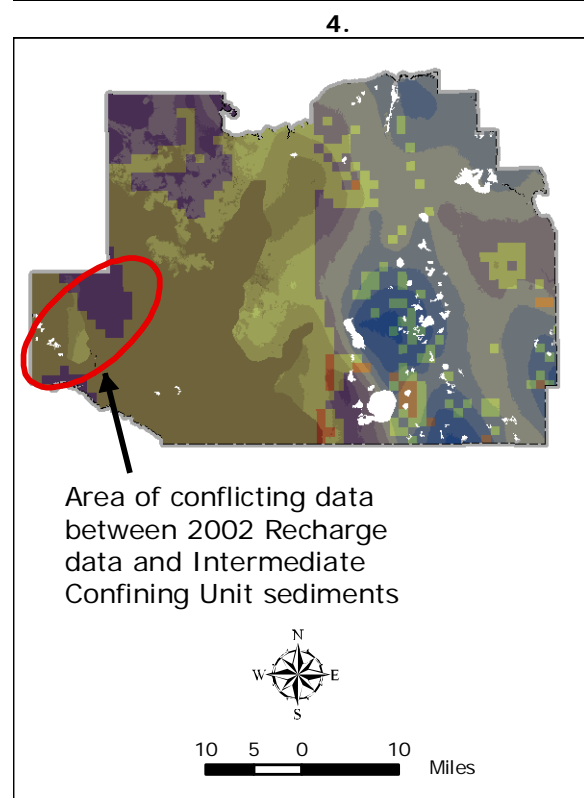 4.
Area of conflicting data
between 2002 Recharge
data and Intermediate
Confining Unit sediments
N
W E
S
10 5 0 10
Miles